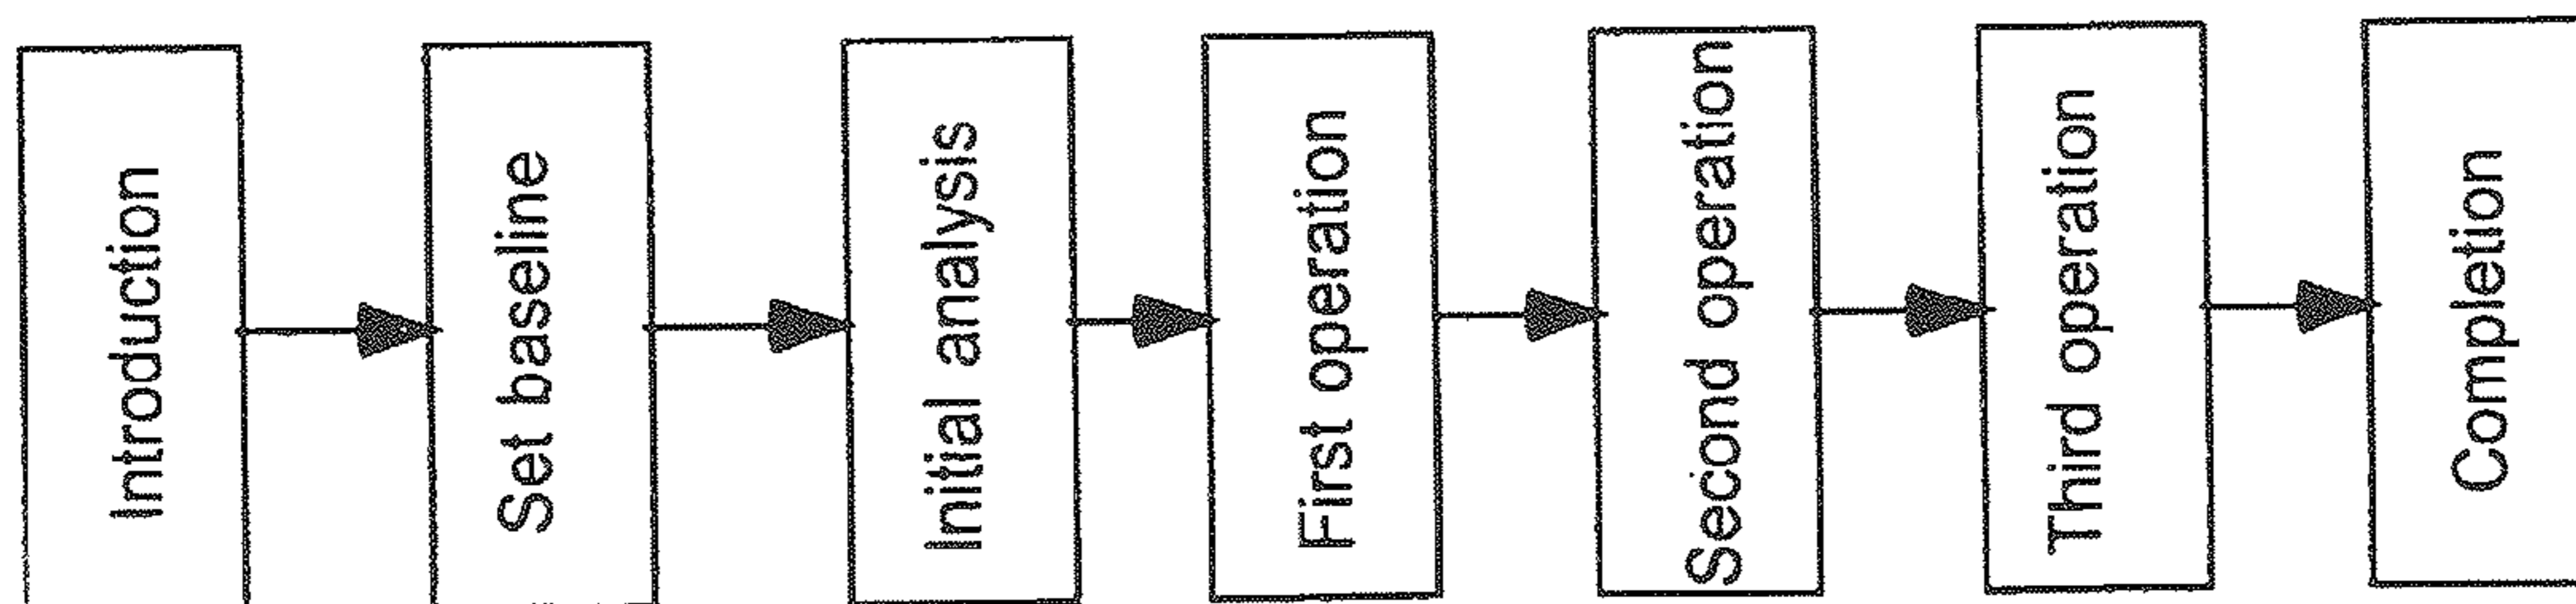 Introduction
Set baseline
Initial analysis
First operation
Second operation
Third operation
Completion